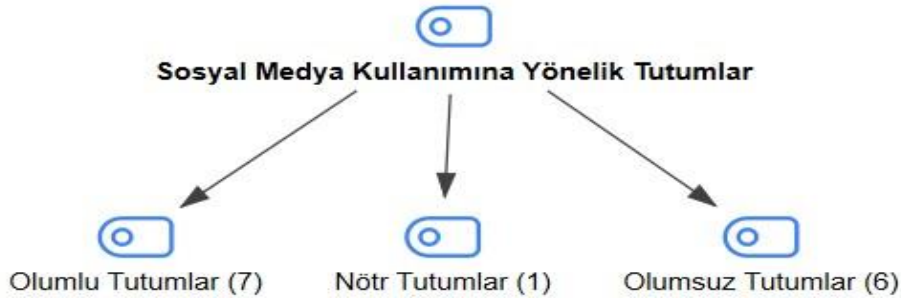 Sosyal Medya Kullanımına Yönelik Tutumlar
Olumlu Tutumlar (7)
Nötr Tutumlar (1)
Olumsuz Tutumlar (6)